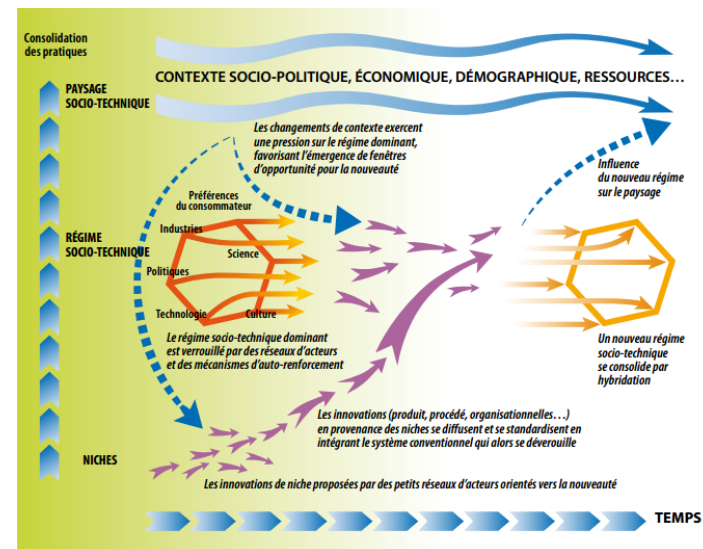 Consolidation
des pratiques
CONTEXTE SOCIO-POLITIQUE, ÉCONOMIQUE, DÉMOGRAPHIQUE, RESSOURCES…
PAYSAGE
SOCIO-TECHNIQUE
Les changements de contexte exercent
une pression sur le régime dominant,
favorisant l'émergence de fenêtres
d'opportunité pour la nouveauté
Influence
du nouveau régime
sur le paysage
Préférences
du consommateur
Industries
RÉGIME
SOCIO-TECHNIQUE
Science
Politiques
Technologie
Culture
Le régime socio-technique dominant
est verrouillé par des réseaux d'acteurs
et des mécanismes d'auto-renforcement
Un nouveau régime
socio-technique
se consolide par
hybridation
Les innovations (produit, procédé, organisationnelles…)
en provenance des niches se diffusent et se standardisent en
intégrant le système conventionnel qui alors se déverouille
NICHES
Les innovations de niche proposées par des petits réseaux d'acteurs orientés vers la nouveauté
TEMPS